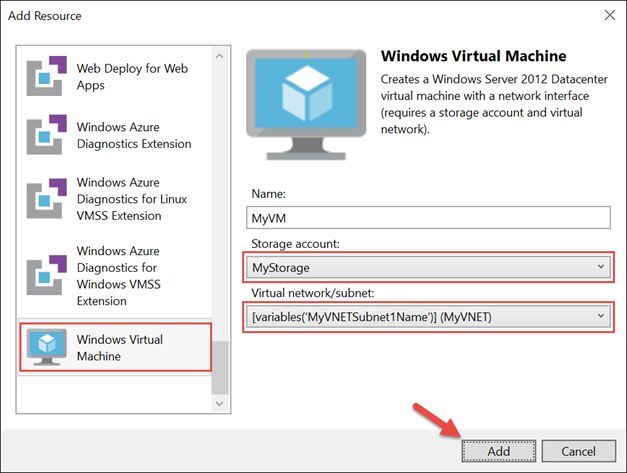 Add Resource
Web Deploy for Web
Apps
Windows Azure
Diagnostics Extension
Windows Azure
Diagnostics for Linux
VMSS Extension
Windows Azure
Diagnostics for
Windows VMSS
Extension
Windows Virtual
Machine
Windows Virtual Machine
Creates a Windows Server 2012 Datacenter
virtual machine with a network interface
(requires a storage account and virtual
network).
Name:
MyVM
Storage account:
MyStorage
Virtual network/subnet:
[variables('MyVNETSubnet1Name')] (MyVNET)
Add
Cancel